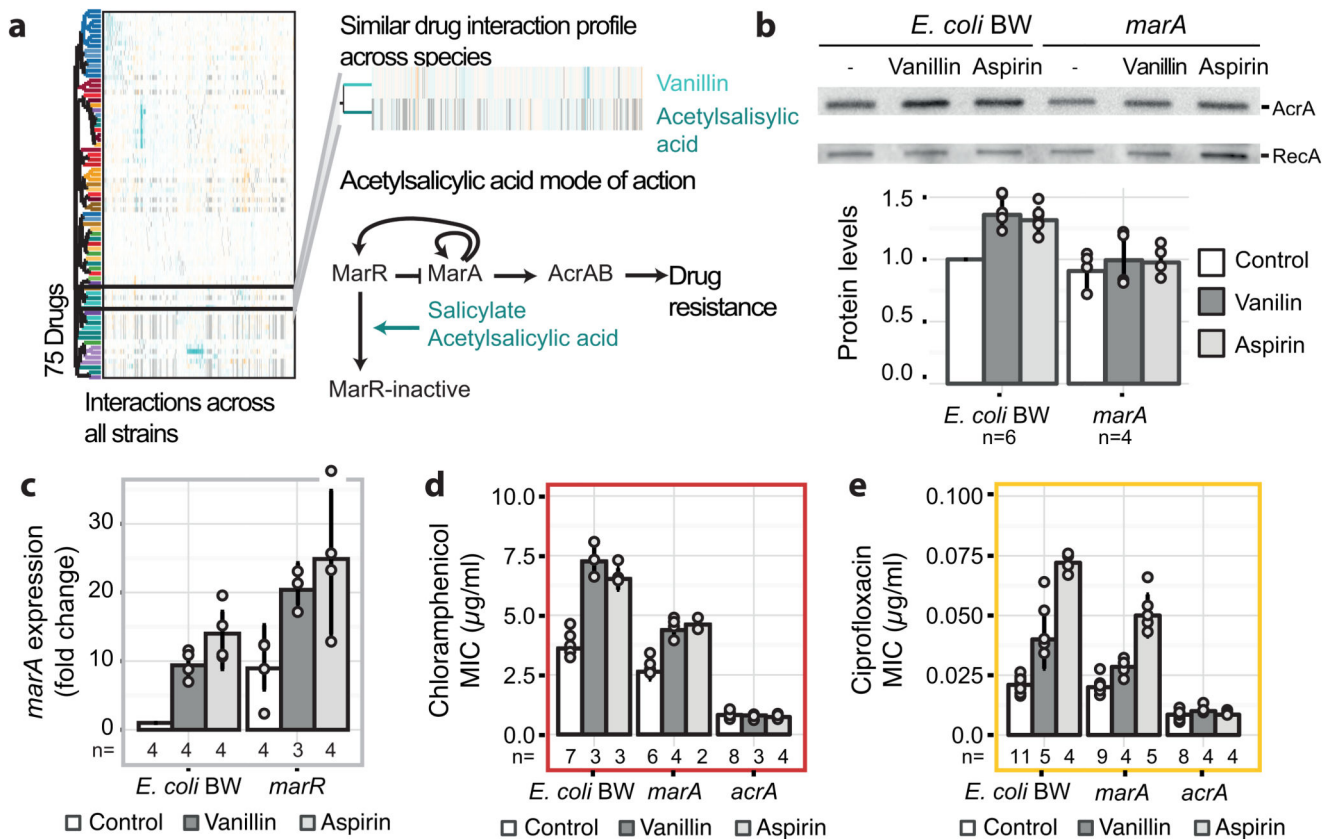 a
Similar drug interaction profile
across species
Vanillin
Acetylsalisylic
acid
Acetylsalicylic acid mode of action
MarR
MarA
AcrAB
Drug
resistance
Salicylate
Acetylsalicylic acid
MarR-inactive
75 Drugs
Interactions across
all strains
b
E. coli BW marA
- Vanillin Aspirin - Vanillin Aspirin
AcrA
RecA
Protein levels
1.5
1.0
0.5
0.0
E. coli BW marA
n=6 n=4
Control
Vanilin
Aspirin
c
marA expression
(fold change)
30
20
10
0
n= 4 4 4 4 3 4
E. coli BW marR
Control Vanillin Aspirin
d
Chloramphenicol
MIC (µg/ml)
10.0
7.5
5.0
2.5
0.0
n= 7 3 3 6 4 2 8 3 4
E. coli BW marA acrA
Control Vanillin Aspirin
e
Ciprofloxacin
MIC (µg/ml)
0.100
0.075
0.050
0.025
0.00
n= 11 5 4 9 4 5 8 4 4
E. coli BW marA acrA
Control Vanillin Aspirin